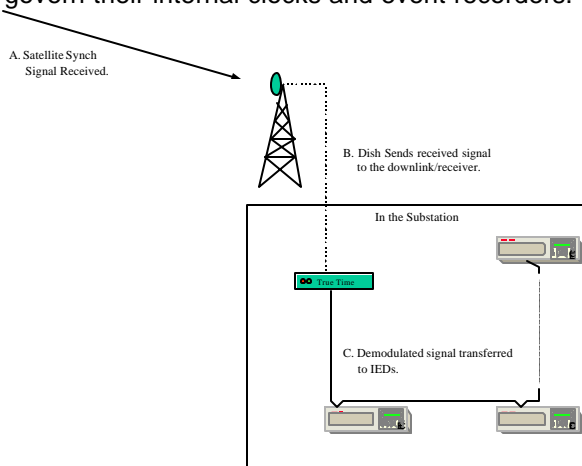 govern their internal clocks and event recorders.
A. Satellite Synch
Signal Received.
B. Dish Sends received signal
to the downlink/receiver.
In the Substation
True Time
C. Demodulated signal transferred
to IEDs.